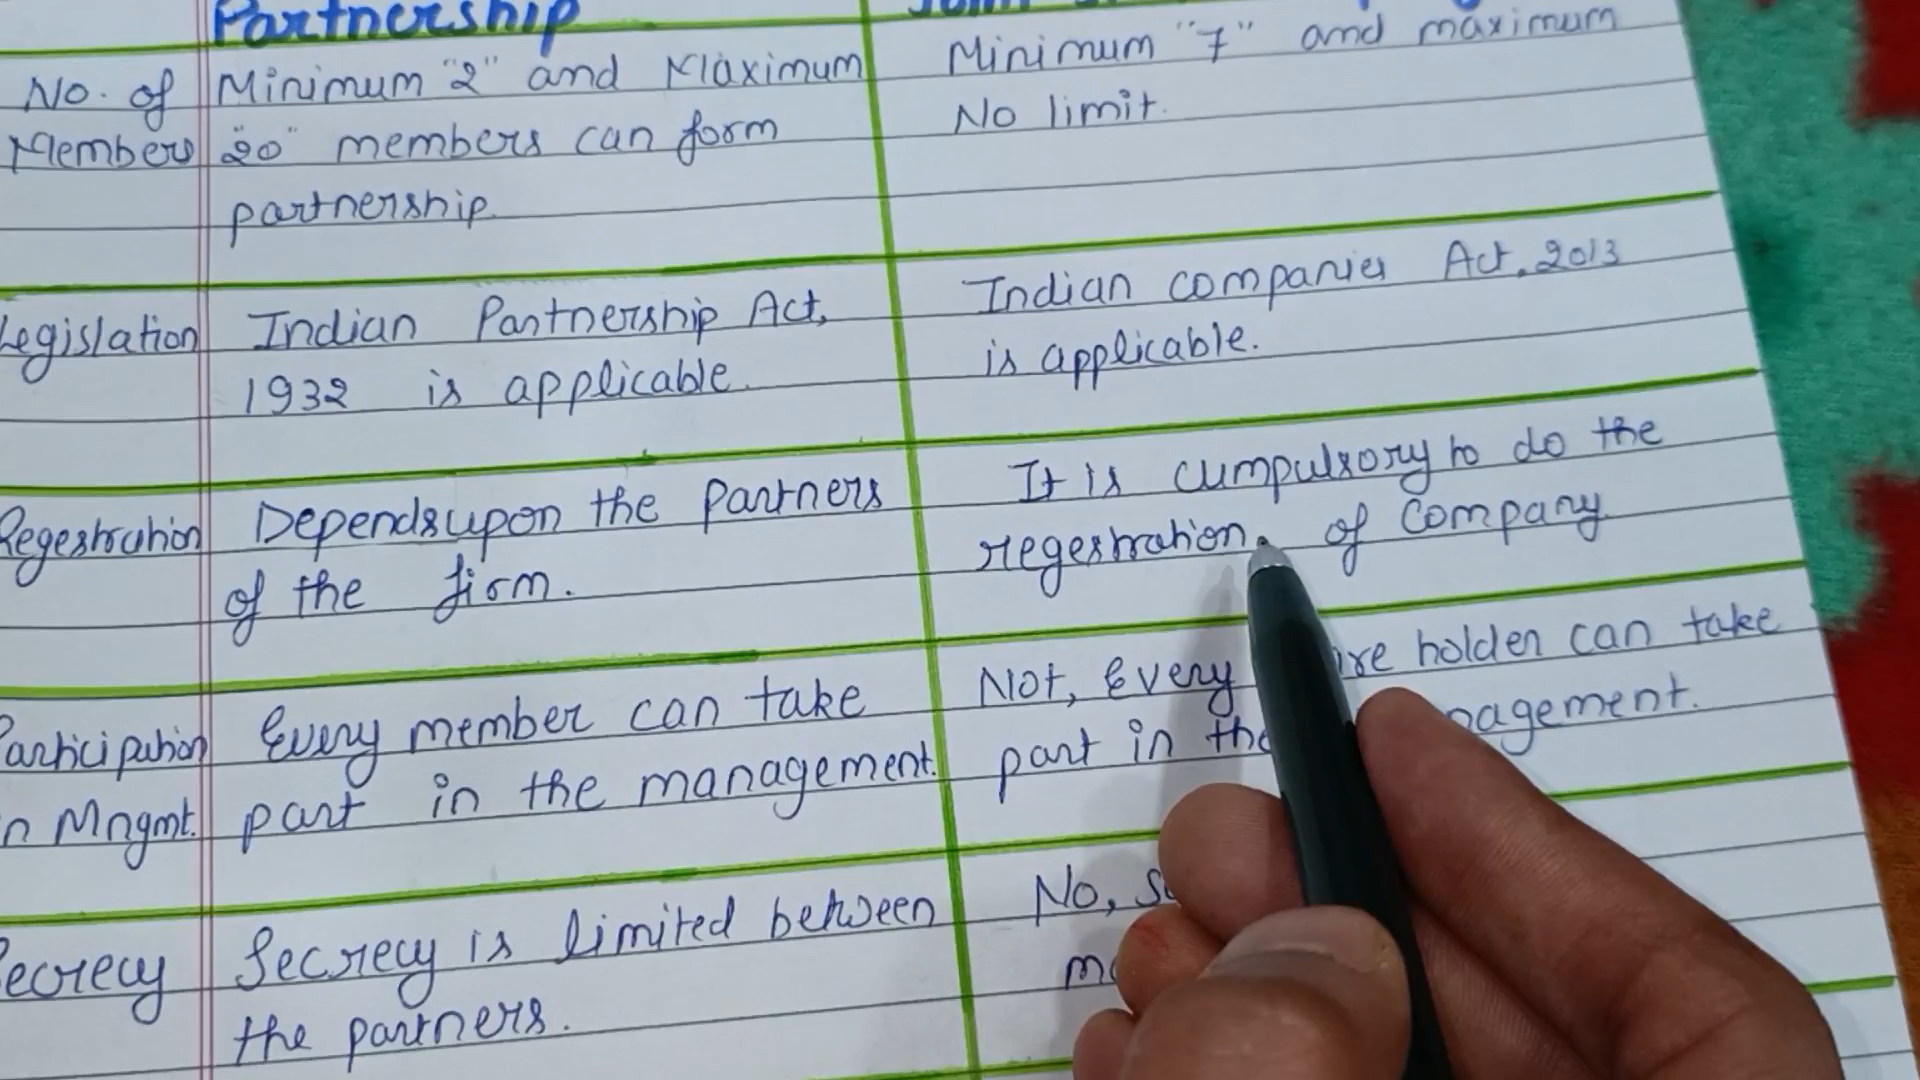 Partnership
No. of
Members
Minimum "2" and Maximum
"20" members can form
partnership.
Minimum "7" and maximum
No limit.
Legislation
Indian Partnership Act,
1932 is applicable.
Indian companies Act, 2013
is applicable.
Regestration
Depends upon the Partners
of the firm.
It is cumpulsory to do the
regestration of Company.
Participation
in Mngmt.
Every member can take
part in the management.
Not, Every holder can take
part in the
Secrecy
Secrecy is limited between
the partners.
No,